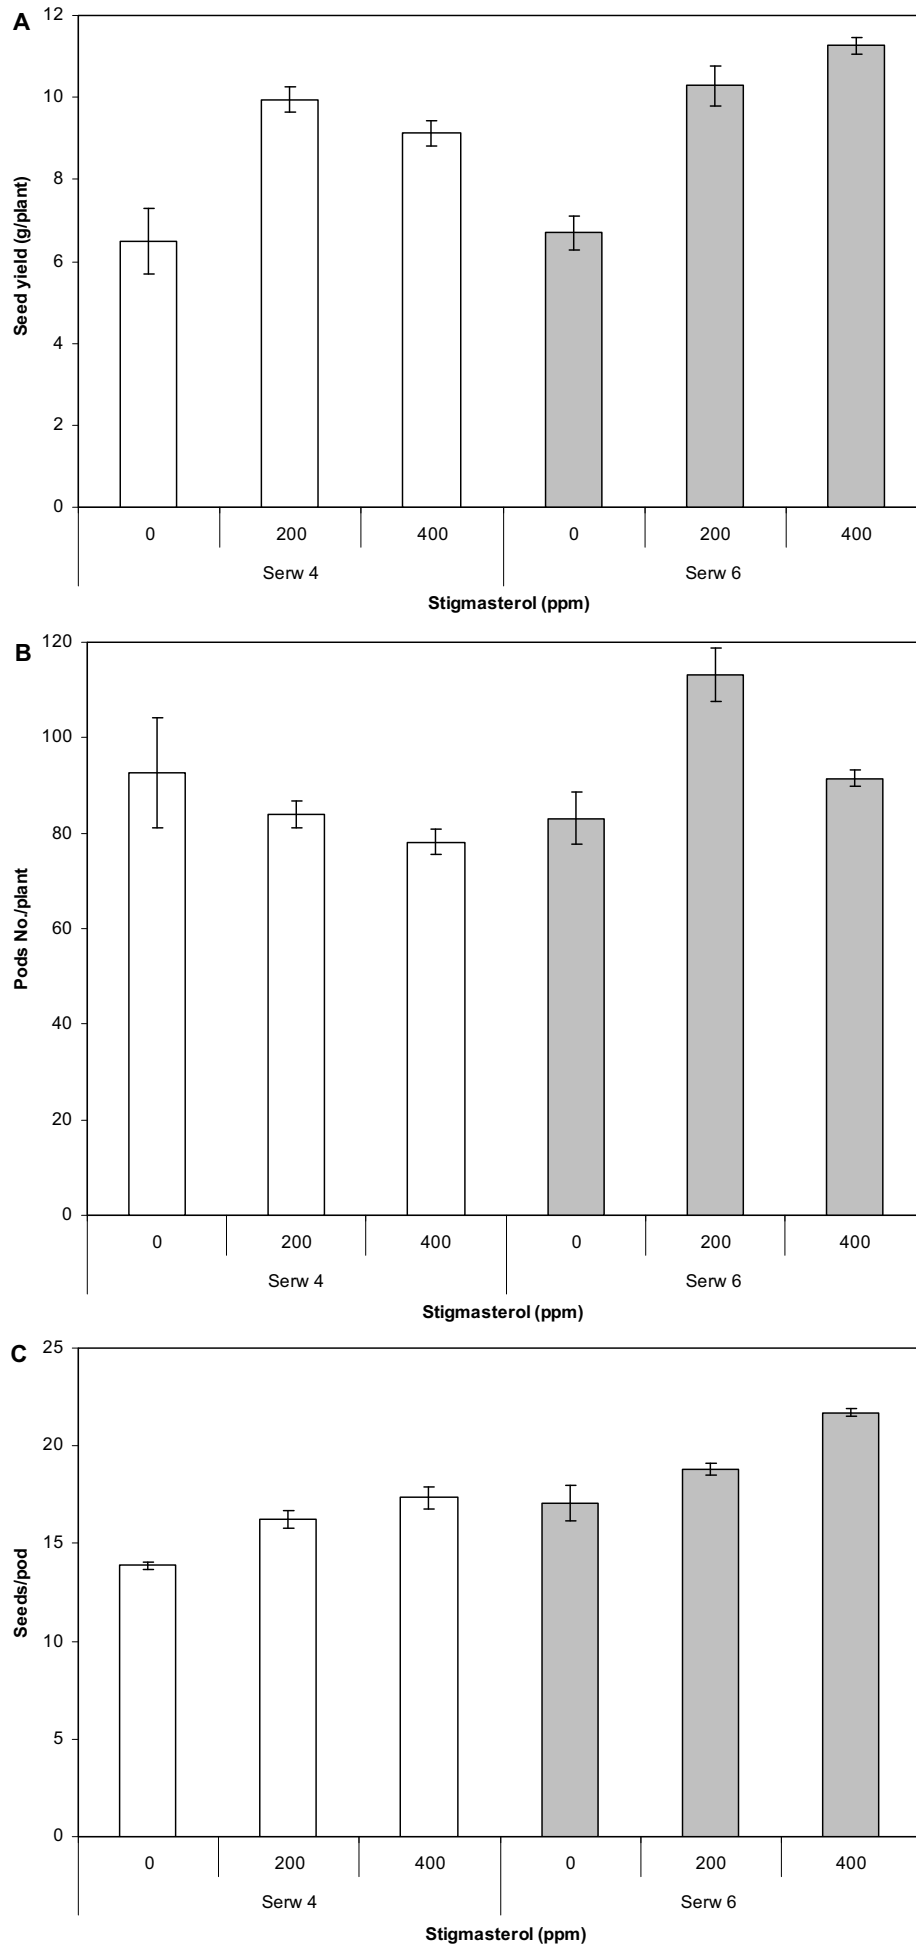 A
12
10
8
6
4
2
0
Seed yield (g/plant)
0 200 400 0 200 400
Serw 4 Serw 6
Stigmasterol (ppm)
B
120
100
80
60
40
20
0
Pods No./plant
0 200 400 0 200 400
Serw 4 Serw 6
Stigmasterol (ppm)
C
25
20
15
10
5
0
Seeds/pod
0 200 400 0 200 400
Serw 4 Serw 6
Stigmasterol (ppm)